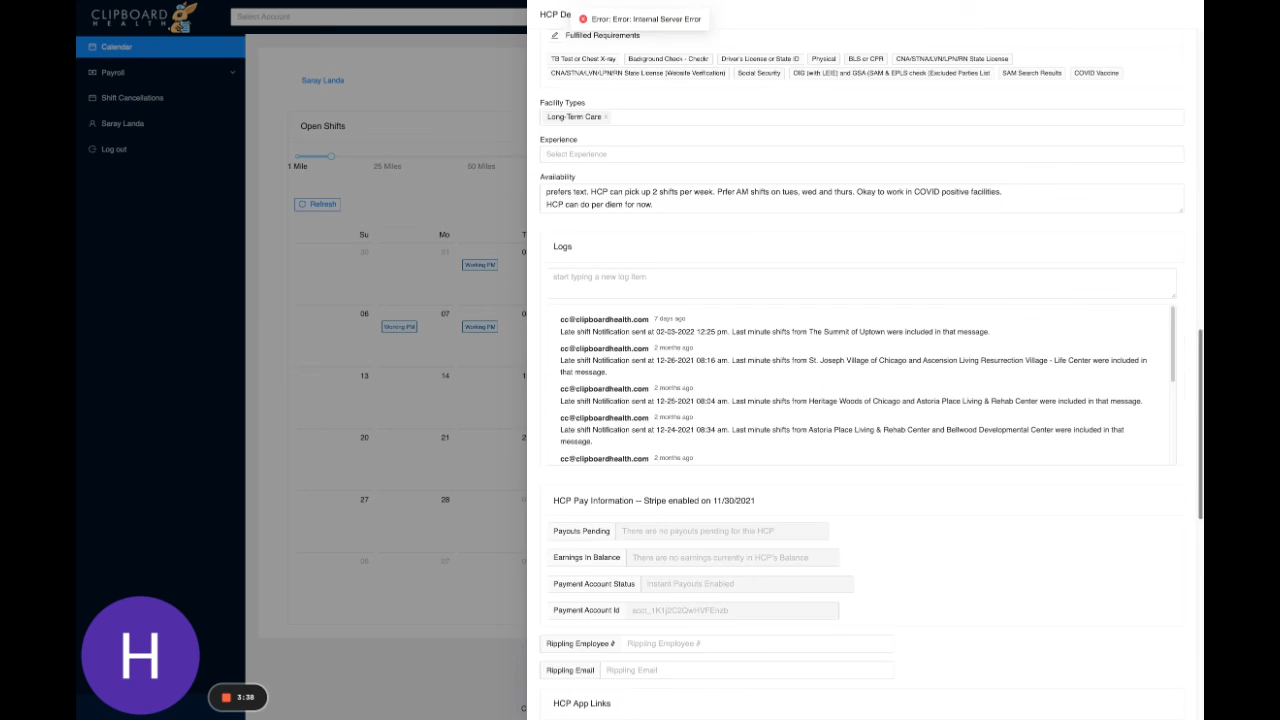 CLIPBOARD
HEALTH
Select Account
Calendar
Payroll
Shift Cancellations
Saray Landa
Log out
Saray Landa
Open Shifts
1 Mile
25 Miles
50 Miles
Refresh
Su
Mo
T
30
31
0
Working PM
06
07
0
Working PM
Working PM
13
14
20
21
2
27
28
0
06
07
0
C
H
3:38
HCP De
Error: Error: Internal Server Error
Fulfilled Requirements
TB Test or Chest X-ray
Background Check - Checkr
Driver's License or State ID
Physical
BLS or CPR
CNA/STNA/LVN/LPN/RN State License
CNA/STNA/LVN/LPN/RN State License (Website Verification)
Social Security
OIG (with LEIE) and GSA (SAM & EPLS check (Excluded Parties List
SAM Search Results
COVID Vaccine
Facility Types
Long-Term Care ×
Experience
Select Experience
Availability
prefers text. HCP can pick up 2 shifts per week. Prfer AM shifts on tues, wed and thurs. Okay to work in COVID positive facilities.
HCP can do per diem for now.
Logs
start typing a new log item
cc@clipboardhealth.com 7 days ago
Late shift Notification sent at 02-03-2022 12:25 pm. Last minute shifts from The Summit of Uptown were included in that message.
cc@clipboardhealth.com 2 months ago
Late shift Notification sent at 12-26-2021 08:16 am. Last minute shifts from St. Joseph Village of Chicago and Ascension Living Resurrection Village - Life Center were included in
that message.
cc@clipboardhealth.com 2 months ago
Late shift Notification sent at 12-25-2021 08:04 am. Last minute shifts from Heritage Woods of Chicago and Astoria Place Living & Rehab Center were included in that message.
cc@clipboardhealth.com 2 months ago
Late shift Notification sent at 12-24-2021 08:34 am. Last minute shifts from Astoria Place Living & Rehab Center and Bellwood Developmental Center were included in that
message.
cc@clipboardhealth.com 2 months ago
HCP Pay Information -- Stripe enabled on 11/30/2021
Payouts Pending
There are no payouts pending for this HCP
Earnings In Balance
There are no earnings currently in HCP's Balance
Payment Account Status
Instant Payouts Enabled
Payment Account Id
Rippling Employee #
Rippling Employee #
Rippling Email
Rippling Email
HCP App Links